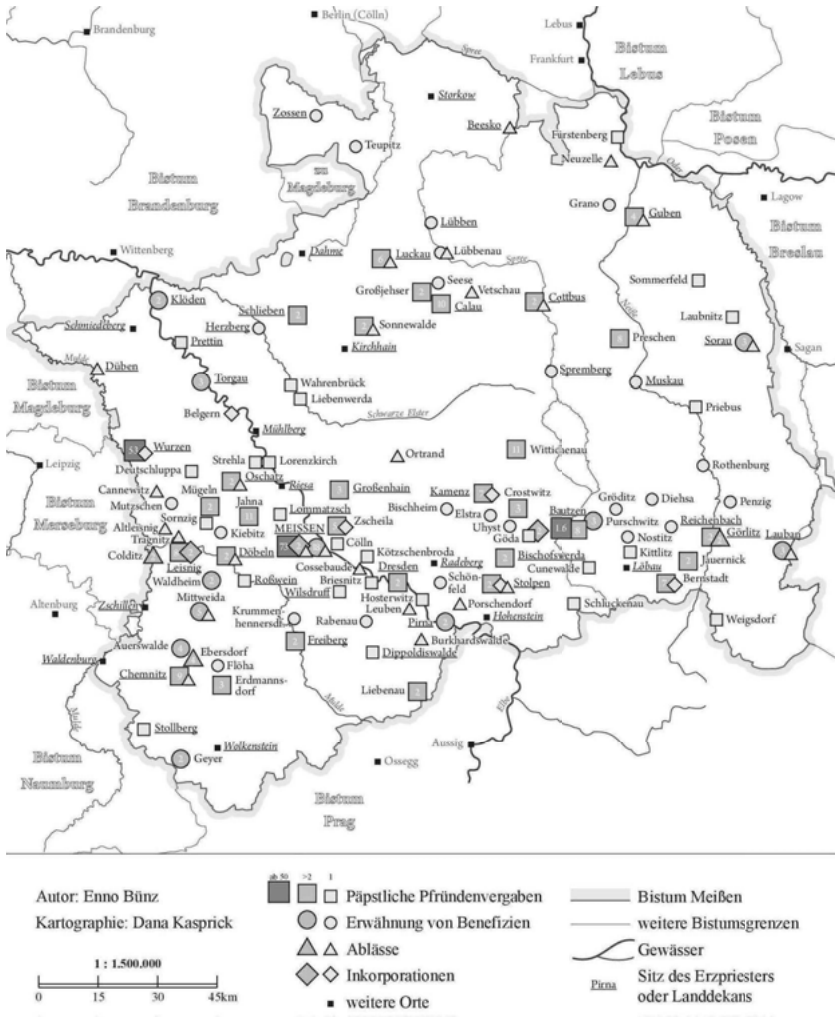 Brandenburg
Berlin (Cölln)
Lebus
Bistum
Lebus
Frankfurt
Spree
Storkow
Zossen
Beesko
Bistum
Posen
Teupitz
Fürstenberg
Neuzelle
Oder
Bistum
Brandenburg
zu
Magdeburg
Lagow
Grano
Guben
Bistum
Breslau
Lübben
Wittenberg
Dahme
Luckau
Lübbenau
Spree
Seese
Sommerfeld
Klöden
Großjehser
Vetschau
Calau
Cottbus
Neiße
Schlieben
Laubnitz
Schmiedeberg
Herzberg
Sonnewalde
Preschen
Sorau
Prettin
Kirchhain
Sagan
Mulde
Düben
Bistum
Magdeburg
Torgau
Wahrenbrück
Liebenwerda
Spremberg
Muskau
Priebus
Belgern
Schwarze Elster
Mühlberg
Wurzen
Wittichenau
Leipzig
Deutschluppa
Strehla
Lorenzkirch
Ortrand
Rothenburg
Oschatz
Riesa
Großenhain
Kamenz
Crostwitz
Cannewitz
Mügeln
Mutzschen
Jahna
Lommatzsch
Bischheim
Elstra
Bautzen
Gröditz
Diehsa
Penzig
Bistum
Merseburg
Sornzig
Zscheila
Uhyst
Purschwitz
Reichenbach
Altleisnig
Kiebitz
MEISSEN
Göda
Nostitz
Görlitz
Lauban
Tragnitz
Cölln
Kötzschenbroda
Kittlitz
Colditz
Leisnig
Döbeln
Cossebaude
Dresden
Radeberg
Bischofswerda
Cunewalde
Löbau
Jauernick
Waldheim
Roßwein
Briesnitz
Schön-
feld
Stolpen
Bernstadt
Wilsdruff
Hosterwitz
Altenburg
Zschillen
Mittweida
Leuben
Porschendorf
Schluckenau
Krummen-
hennersdf.
Rabenau
Pirna
Hohenstein
Weigsdorf
Auerswalde
Freiberg
Burkhardswalde
Waldenburg
Ebersdorf
Dippoldiswalde
Flöha
Chemnitz
Erdmanns-
dorf
Liebenau
Mulde
Mulde
Elbe
Stollberg
Wolkenstein
Aussig
Bistum
Naumburg
Geyer
Ossegg
Bistum
Prag
Autor: Enno Bünz
Kartographie: Dana Kasprick
1 : 1.500.000
0 15 30 45km
ab 50 >2 1
Päpstliche Pfründenvergaben
Erwähnung von Benefizien
Ablässe
Inkorporationen
weitere Orte
Bistum Meißen
weitere Bistumsgrenzen
Gewässer
Pirna Sitz des Erzpriesters
oder Landdekans